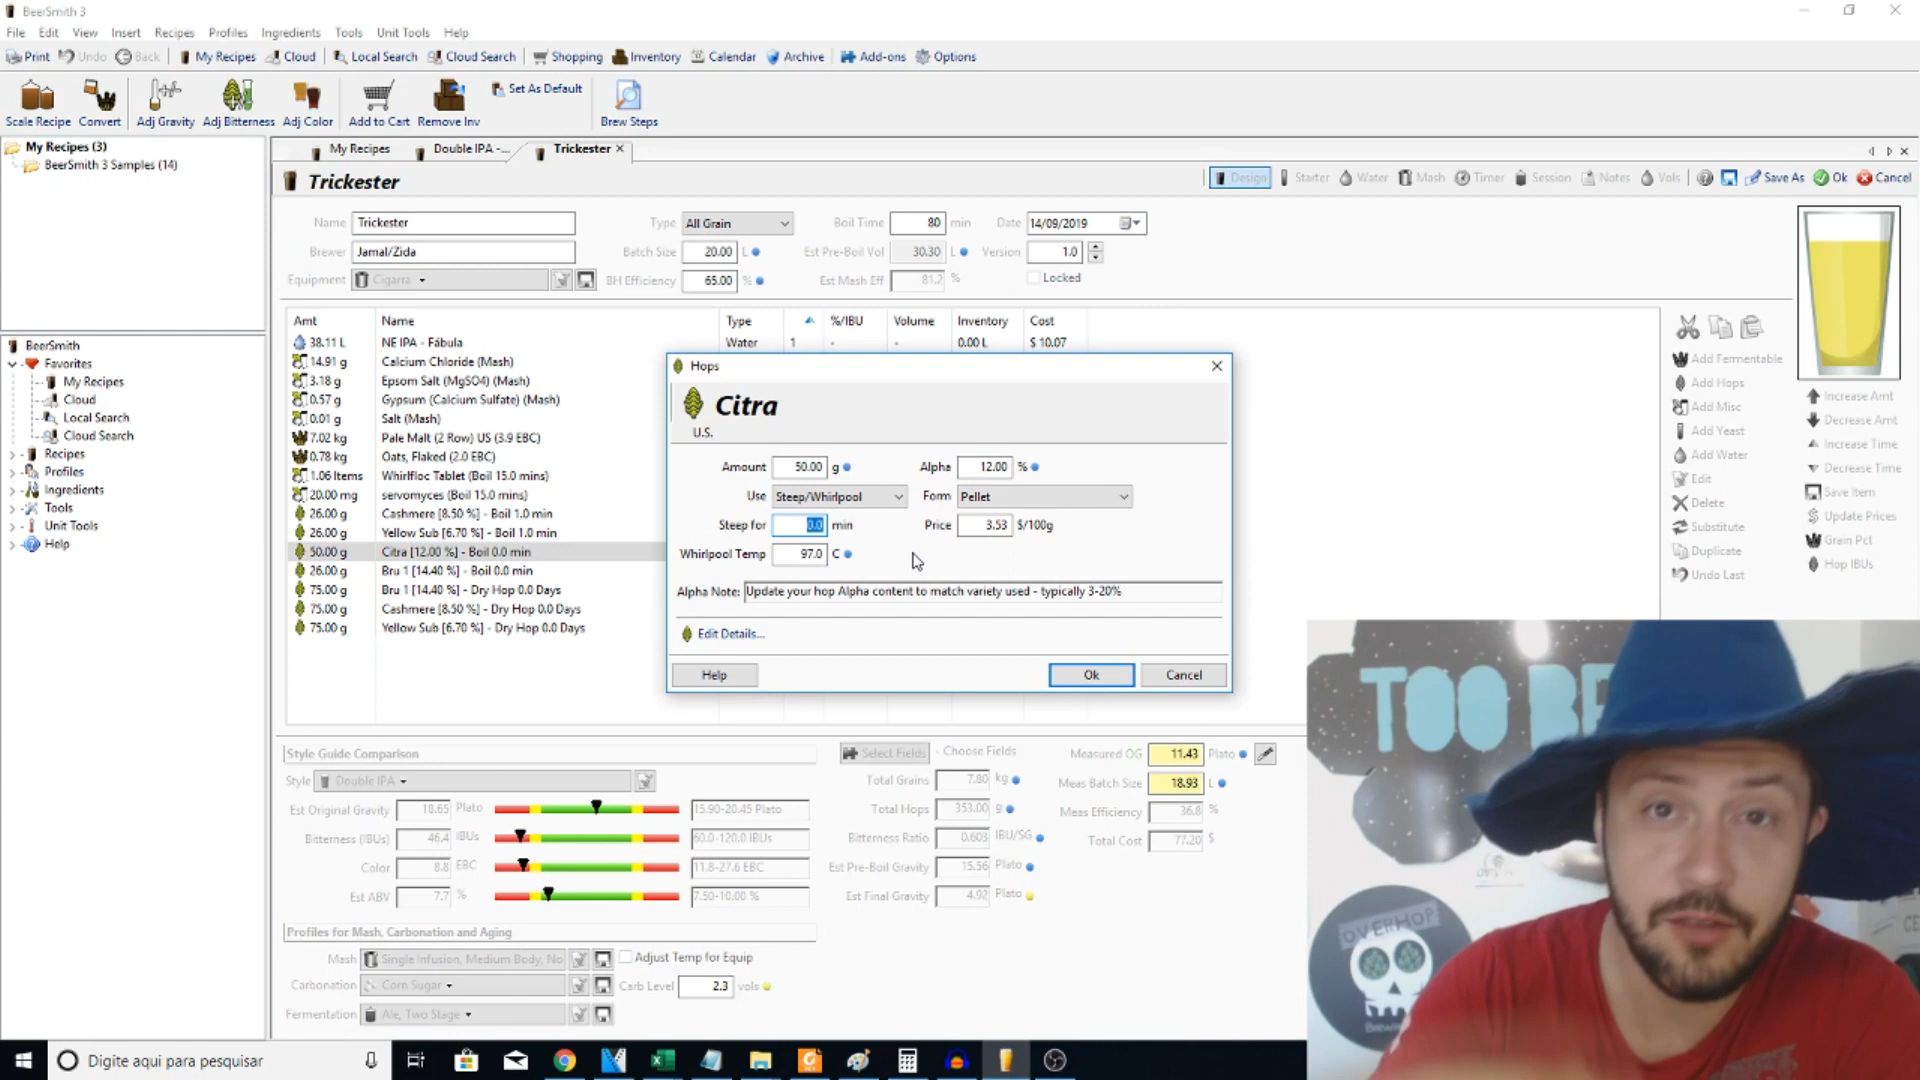 BeerSmith 3
File Edit View Insert Recipes Profiles Ingredients Tools Unit Tools Help
Print Undo Back My Recipes Cloud Local Search Cloud Search Shopping Inventory Calendar Archive Add-ons Options
Scale Recipe Convert Adj Gravity Adj Bitterness Adj Color Add to Cart Remove Inv Set As Default Brew Steps
My Recipes (3)
BeerSmith 3 Samples (14)
BeerSmith
Favorites
My Recipes
Cloud
Local Search
Cloud Search
Recipes
Profiles
Ingredients
Tools
Unit Tools
Help
My Recipes Double IPA -... Trickester
Trickester
Design Starter Water Mash Timer Session Notes Vols Save As Ok Cancel
Name Trickester Type All Grain Boil Time 80 min Date 14/09/2019
Brewer Jamal/Zida Batch Size 20.00 L Est Pre-Boil Vol 30.30 L Version 1.0
Equipment Cigarra BH Efficiency 65.00 % Est Mash Eff 81.2 % Locked
Amt Name Type %/IBU Volume Inventory Cost
38.11 L NE IPA - Fábula Water 1 - - 0.00 L $ 10.07
14.91 g Calcium Chloride (Mash)
3.18 g Epsom Salt (MgSO4) (Mash)
0.57 g Gypsum (Calcium Sulfate) (Mash)
0.01 g Salt (Mash)
7.02 kg Pale Malt (2 Row) US (3.9 EBC)
0.78 kg Oats, Flaked (2.0 EBC)
1.06 Items Whirlfloc Tablet (Boil 15.0 mins)
20.00 mg servomyces (Boil 15.0 mins)
26.00 g Cashmere [8.50 %] - Boil 1.0 min
26.00 g Yellow Sub [6.70 %] - Boil 1.0 min
50.00 g Citra [12.00 %] - Boil 0.0 min
26.00 g Bru 1 [14.40 %] - Boil 0.0 min
75.00 g Bru 1 [14.40 %] - Dry Hop 0.0 Days
75.00 g Cashmere [8.50 %] - Dry Hop 0.0 Days
75.00 g Yellow Sub [6.70 %] - Dry Hop 0.0 Days
Hops
Citra
U.S.
Amount 50.00 g Alpha 12.00 %
Use Steep/Whirlpool Form Pellet
Steep for 0.0 min Price 3.53 $/100g
Whirlpool Temp 97.0 C
Alpha Note: Update your hop Alpha content to match variety used - typically 3-20%
Edit Details...
Help Ok Cancel
Add Fermentable
Add Hops
Add Misc
Add Yeast
Add Water
Edit
Delete
Substitute
Duplicate
Undo Last
Increase Amt
Decrease Amt
Increase Time
Decrease Time
Save Item
Update Prices
Grain Pct
Hop IBUs
Style Guide Comparison
Style Double IPA
Est Original Gravity 18.65 Plato 15.90-20.45 Plato
Bitterness (IBUs) 46.4 IBUs 60.0-120.0 IBUs
Color 8.8 EBC 11.8-27.6 EBC
Est ABV 7.7 % 7.50-10.00 %
Select Fields - Choose Fields
Total Grains 7.80 kg
Total Hops 353.00 g
Bitterness Ratio 0.603 IBU/SG
Est Pre-Boil Gravity 15.56 Plato
Est Final Gravity 4.92 Plato
Measured OG 11.43 Plato
Meas Batch Size 18.93 L
Meas Efficiency 36.8 %
Total Cost 77.20 $
Profiles for Mash, Carbonation and Aging
Mash Single Infusion, Medium Body, No Adjust Temp for Equip
Carbonation Corn Sugar Carb Level 2.3 vols
Fermentation Ale, Two Stage
TOO BE
OVERHOP
Digite aqui para pesquisar